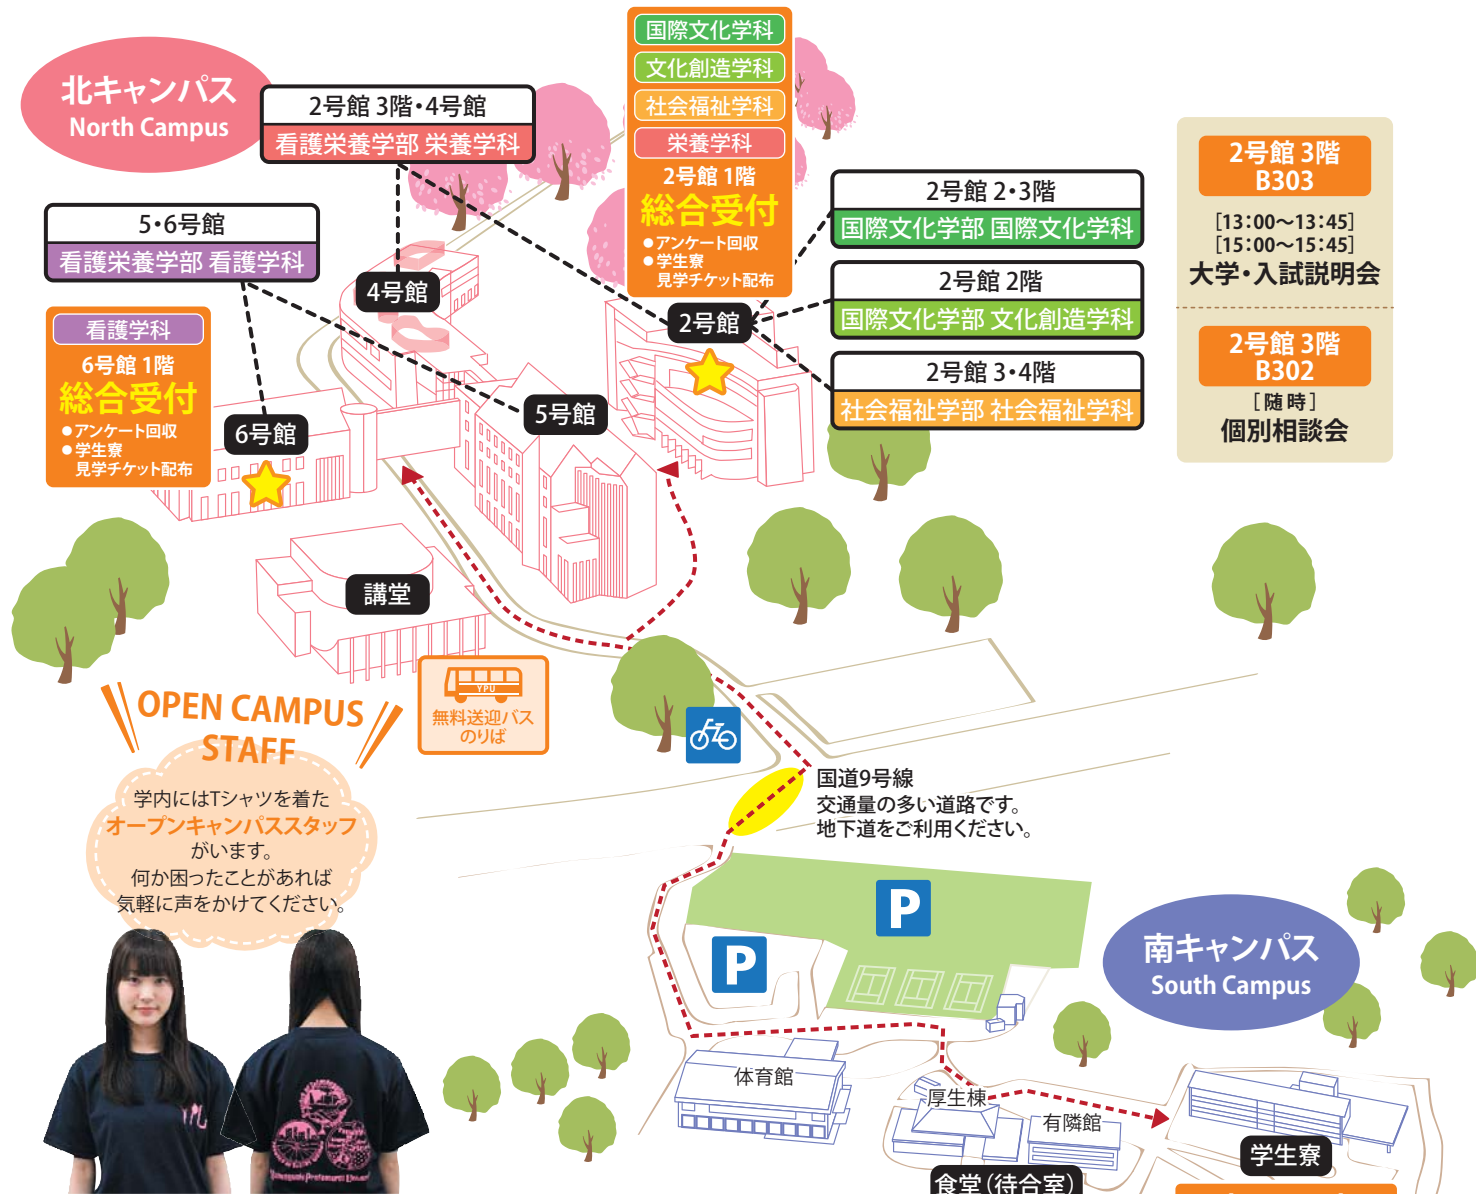 北キャンパス
North Campus
2号館 3階・4号館
看護栄養学部 栄養学科
5・6号館
看護栄養学部 看護学科
看護学科
6号館 1階
総合受付
●アンケート回収
●学生寮
見学チケット配布
国際文化学科
文化創造学科
社会福祉学科
栄養学科
2号館 1階
総合受付
●アンケート回収
●学生寮
見学チケット配布
2号館 2・3階
国際文化学部 国際文化学科
2号館 2階
国際文化学部 文化創造学科
2号館 3・4階
社会福祉学部 社会福祉学科
2号館 3階
B303
[13:00〜13:45]
[15:00〜15:45]
大学・入試説明会
2号館 3階
B302
[随時]
個別相談会
4号館
2号館
5号館
6号館
講堂
YPU
無料送迎バス
のりば
OPEN CAMPUS
STAFF
学内にはTシャツを着た
オープンキャンパススタッフ
がいます。
何か困ったことがあれば
気軽に声をかけてください。
国道9号線
交通量の多い道路です。
地下道をご利用ください。
P
P
南キャンパス
South Campus
体育館
厚生棟
有隣館
学生寮
食堂(待合室)